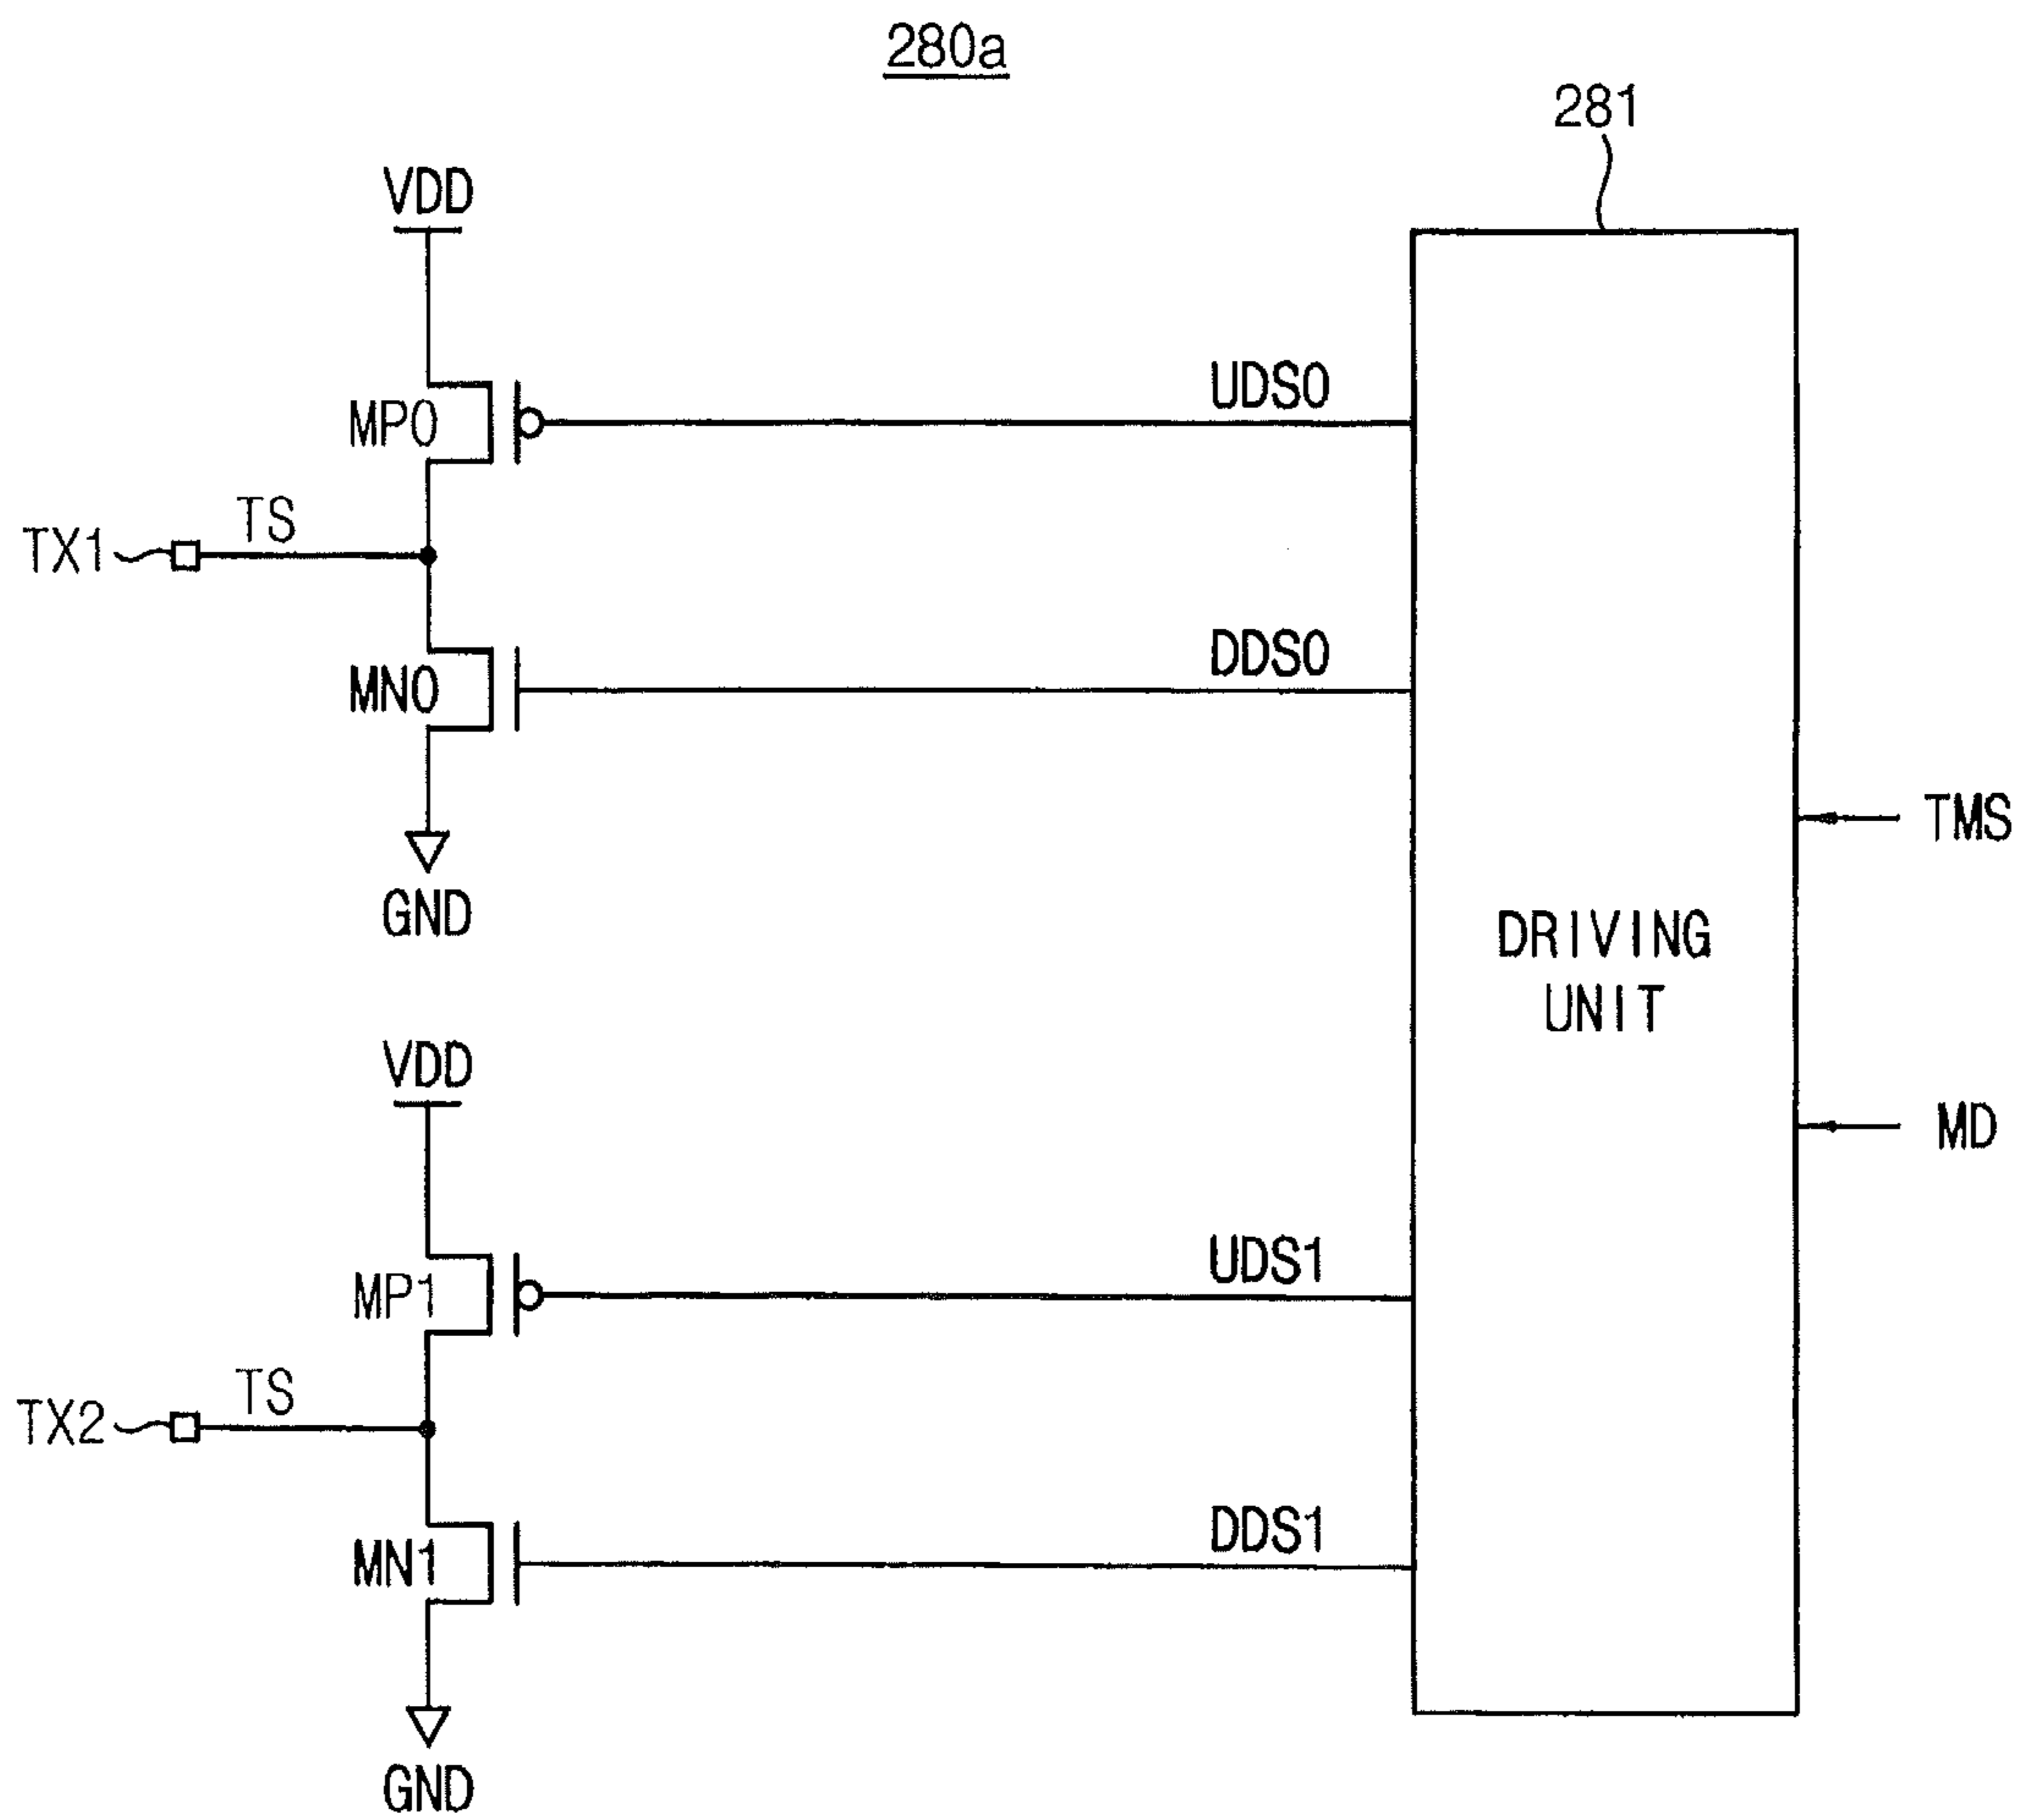 280a
281
VDD
MP0
UDS0
TX1
TS
MN0
DDS0
GND
TMS
DRIVING
UNIT
MD
VDD
MP1
UDS1
TX2
TS
MN1
DDS1
GND